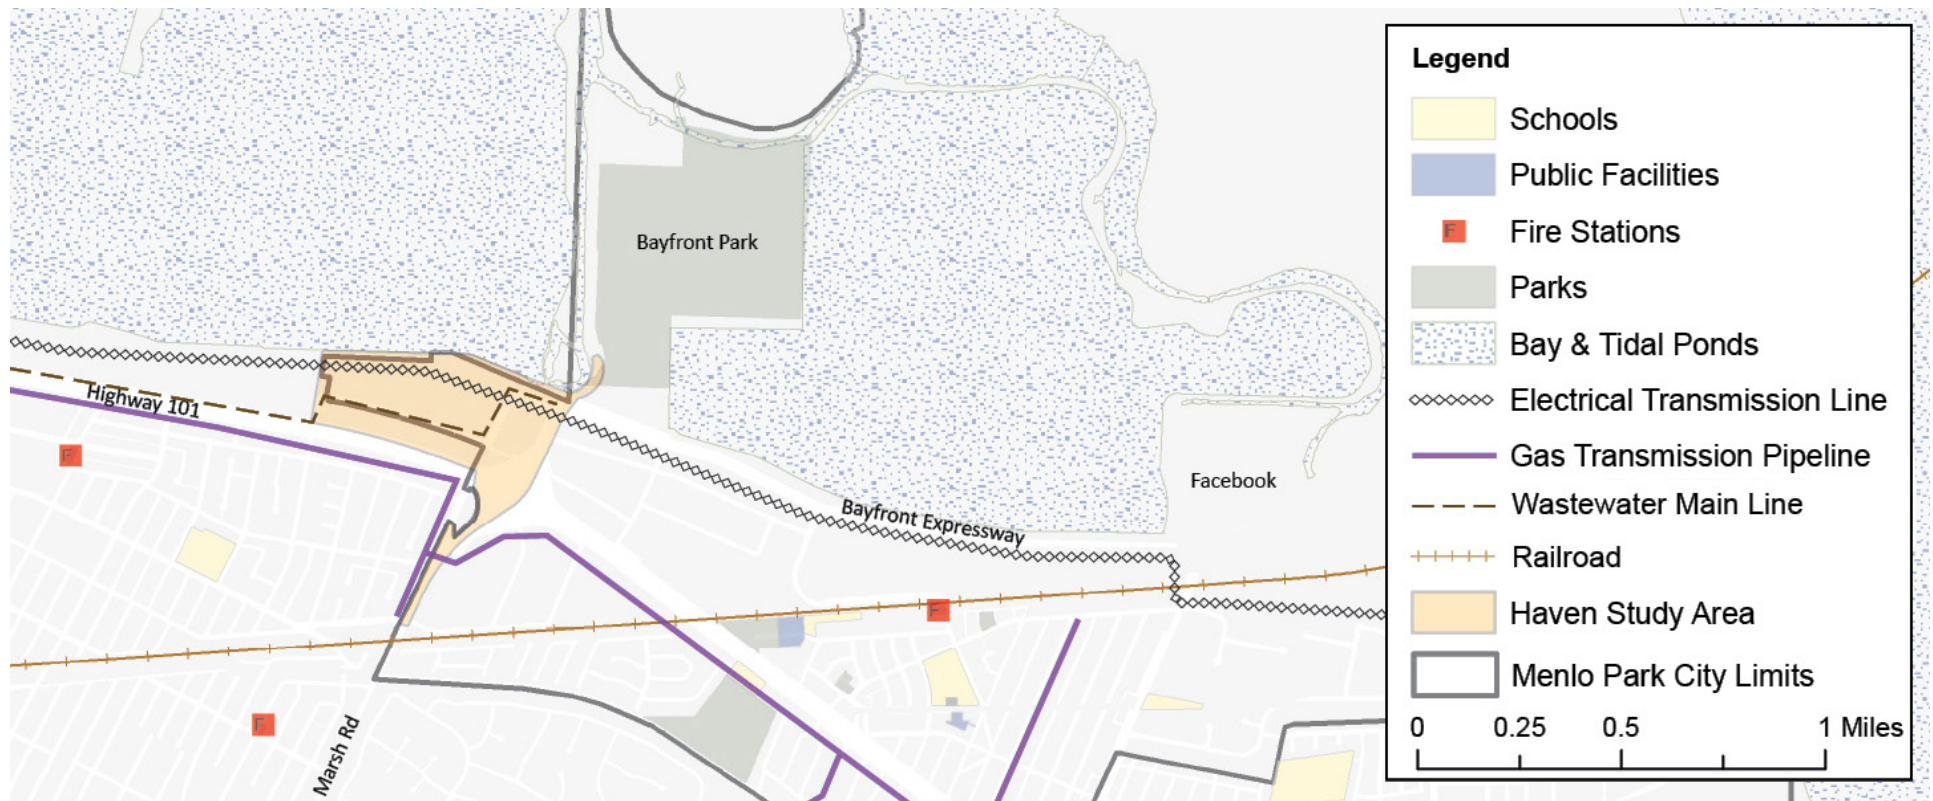 Bayfront Park
Highway 101
Bayfront Expressway
Facebook
Marsh Rd
F
F
F
Legend
Schools
Public Facilities
F Fire Stations
Parks
Bay & Tidal Ponds
Electrical Transmission Line
Gas Transmission Pipeline
Wastewater Main Line
Railroad
Haven Study Area
Menlo Park City Limits
0 0.25 0.5 1 Miles